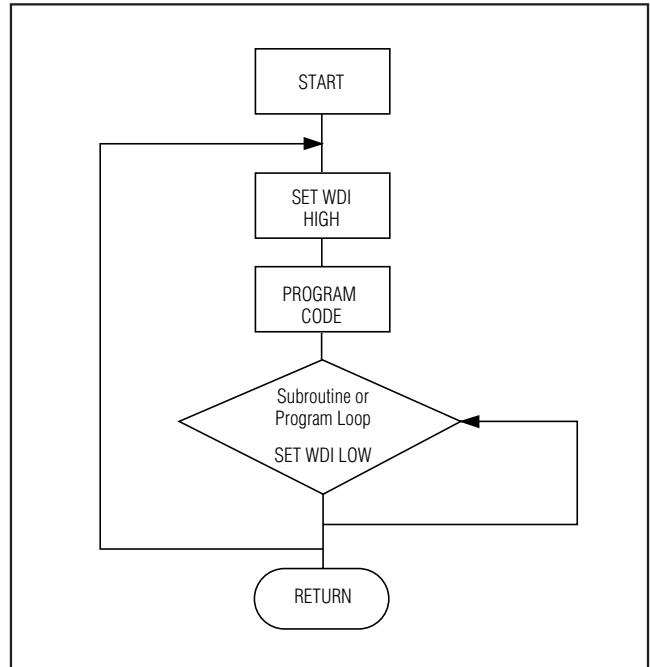 START
SET WDI
HIGH
PROGRAM
CODE
Subroutine or
Program Loop
SET WDI LOW
RETURN